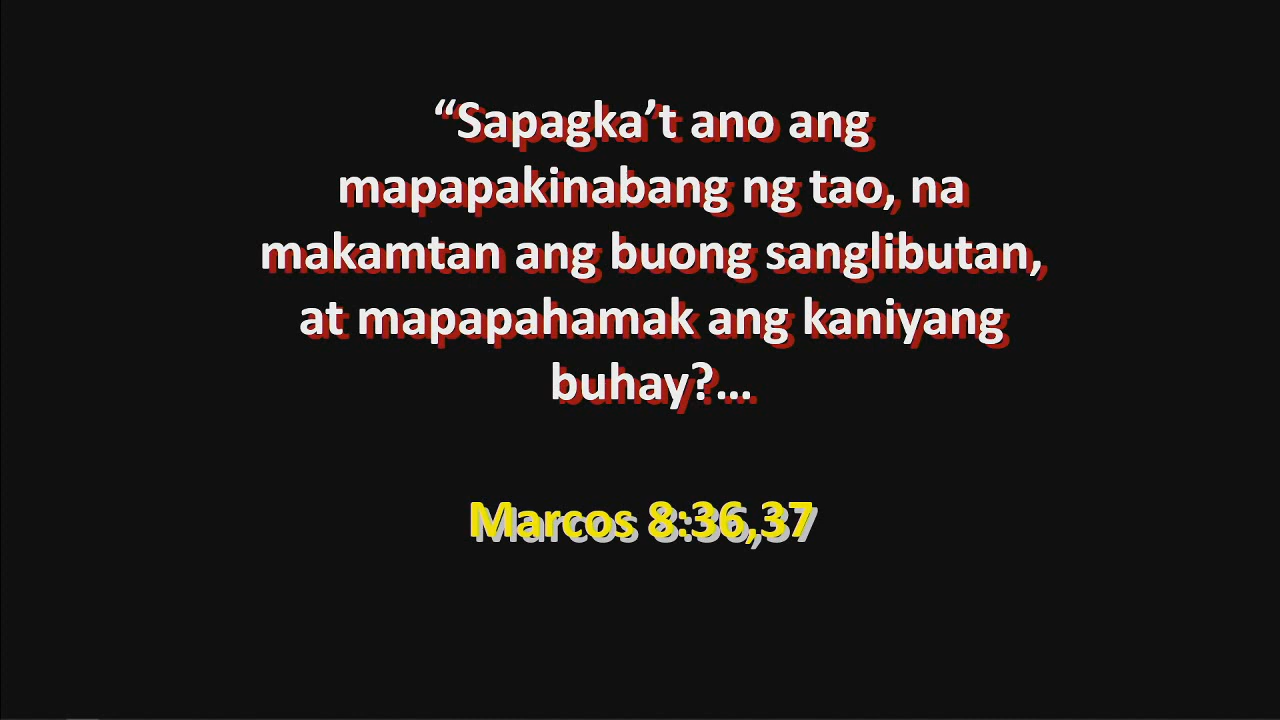 “Sapagka’t ano ang
mapapakinabang ng tao, na
makamtan ang buong sanglibutan,
at mapapahamak ang kaniyang
buhay?...
Marcos 8:36,37